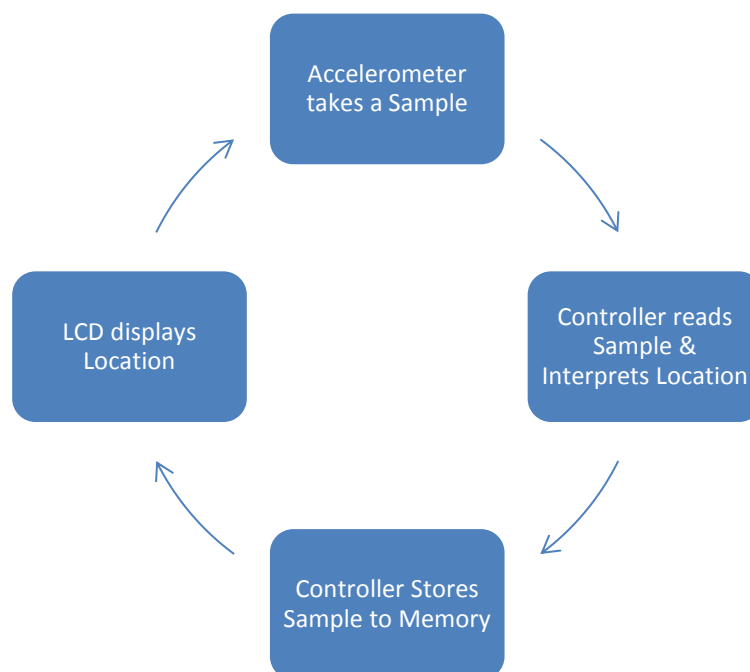 Accelerometer
takes a Sample
Controller reads
Sample &
Interprets Location
Controller Stores
Sample to Memory
LCD displays
Location